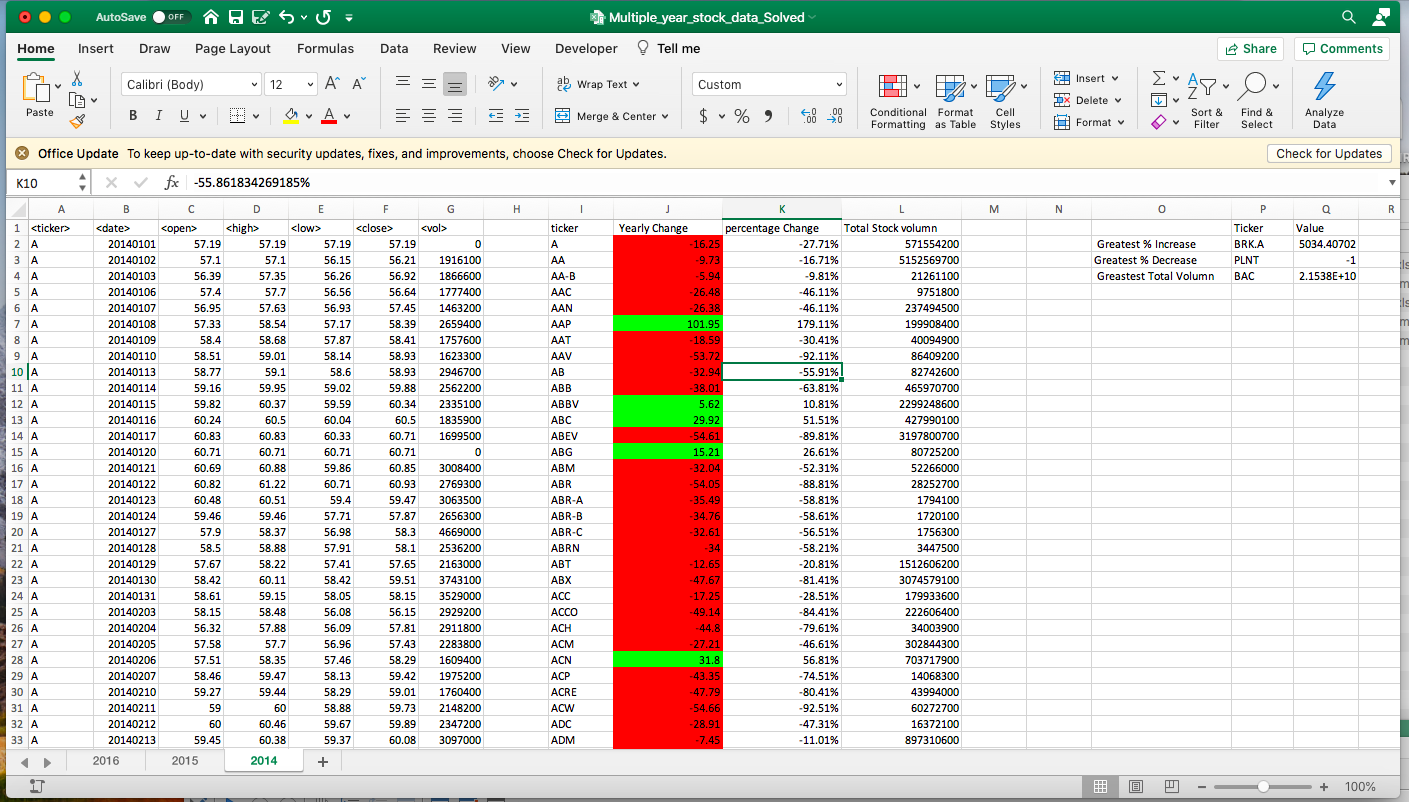 AutoSave OFF Multiple_year_stock_data_Solved
Home Insert Draw Page Layout Formulas Data Review View Developer Tell me Share Comments
Calibri (Body) 12 A^ A˅ ab Wrap Text Custom Insert
Paste B I U A Merge & Center $ % Conditional Formatting Format as Table Cell Styles Delete Format Sort & Filter Find & Select Analyze Data
Office Update To keep up-to-date with security updates, fixes, and improvements, choose Check for Updates. Check for Updates
K10 fx -55.861834269185%
A B C D E F G H I J K L M N O P Q R
1 <ticker> <date> <open> <high> <low> <close> <vol> ticker Yearly Change percentage Change Total Stock volumn Ticker Value
2 A 20140101 57.19 57.19 57.19 57.19 0 A -16.25 -27.71% 571554200 Greatest % Increase BRK.A 5034.40702
3 A 20140102 57.1 57.1 56.15 56.21 1916100 AA -9.73 -16.71% 5152569700 Greatest % Decrease PLNT -1
4 A 20140103 56.39 57.35 56.26 56.92 1866600 AA-B -5.94 -9.81% 21261100 Greastest Total Volumn BAC 2.1538E+10
5 A 20140106 57.4 57.7 56.56 56.64 1777400 AAC -26.48 -46.11% 9751800
6 A 20140107 56.95 57.63 56.93 57.45 1463200 AAN -26.38 -46.11% 237494500
7 A 20140108 57.33 58.54 57.17 58.39 2659400 AAP 101.95 179.11% 199908400
8 A 20140109 58.4 58.68 57.87 58.41 1757600 AAT -18.59 -30.41% 40094900
9 A 20140110 58.51 59.01 58.14 58.93 1623300 AAV -53.72 -92.11% 86409200
10 A 20140113 58.77 59.1 58.6 58.93 2946700 AB -32.94 -55.91% 82742600
11 A 20140114 59.16 59.95 59.02 59.88 2562200 ABB -38.01 -63.81% 465970700
12 A 20140115 59.82 60.37 59.59 60.34 2335100 ABBV 5.62 10.81% 2299248600
13 A 20140116 60.24 60.5 60.04 60.5 1835900 ABC 29.92 51.51% 427990100
14 A 20140117 60.83 60.83 60.33 60.71 1699500 ABEV -54.61 -89.81% 3197800700
15 A 20140120 60.71 60.71 60.71 60.71 0 ABG 15.21 26.61% 80725200
16 A 20140121 60.69 60.88 59.86 60.85 3008400 ABM -32.04 -52.31% 52266000
17 A 20140122 60.82 61.22 60.71 60.93 2769300 ABR -54.05 -88.81% 28252700
18 A 20140123 60.48 60.51 59.4 59.47 3063500 ABR-A -35.49 -58.81% 1794100
19 A 20140124 59.46 59.46 57.71 57.87 2656300 ABR-B -34.76 -58.61% 1720100
20 A 20140127 57.9 58.37 56.98 58.3 4669000 ABR-C -32.61 -56.51% 1756300
21 A 20140128 58.5 58.88 57.91 58.1 2536200 ABRN -34 -58.21% 3447500
22 A 20140129 57.67 58.22 57.41 57.65 2163000 ABT -12.65 -20.81% 1512606200
23 A 20140130 58.42 60.11 58.42 59.51 3743100 ABX -47.67 -81.41% 3074579100
24 A 20140131 58.61 59.15 58.05 58.15 3529000 ACC -17.25 -28.51% 179933600
25 A 20140203 58.15 58.48 56.08 56.15 2929200 ACCO -49.14 -84.41% 222606400
26 A 20140204 56.32 57.88 56.09 57.81 2911800 ACH -44.8 -79.61% 34003900
27 A 20140205 57.58 57.7 56.96 57.43 2283800 ACM -27.21 -46.61% 302844300
28 A 20140206 57.51 58.35 57.46 58.29 1609400 ACN 31.8 56.81% 703717900
29 A 20140207 58.46 59.47 58.13 59.42 1975200 ACP -43.35 -74.51% 14068300
30 A 20140210 59.27 59.44 58.29 59.01 1760400 ACRE -47.79 -80.41% 43994000
31 A 20140211 59 60 58.88 59.73 2148200 ACW -54.66 -92.51% 60272700
32 A 20140212 60 60.46 59.67 59.89 2347200 ADC -28.91 -47.31% 16372100
33 A 20140213 59.45 60.38 59.37 60.08 3097000 ADM -7.45 -11.01% 897310600
2016 2015 2014 +
100%